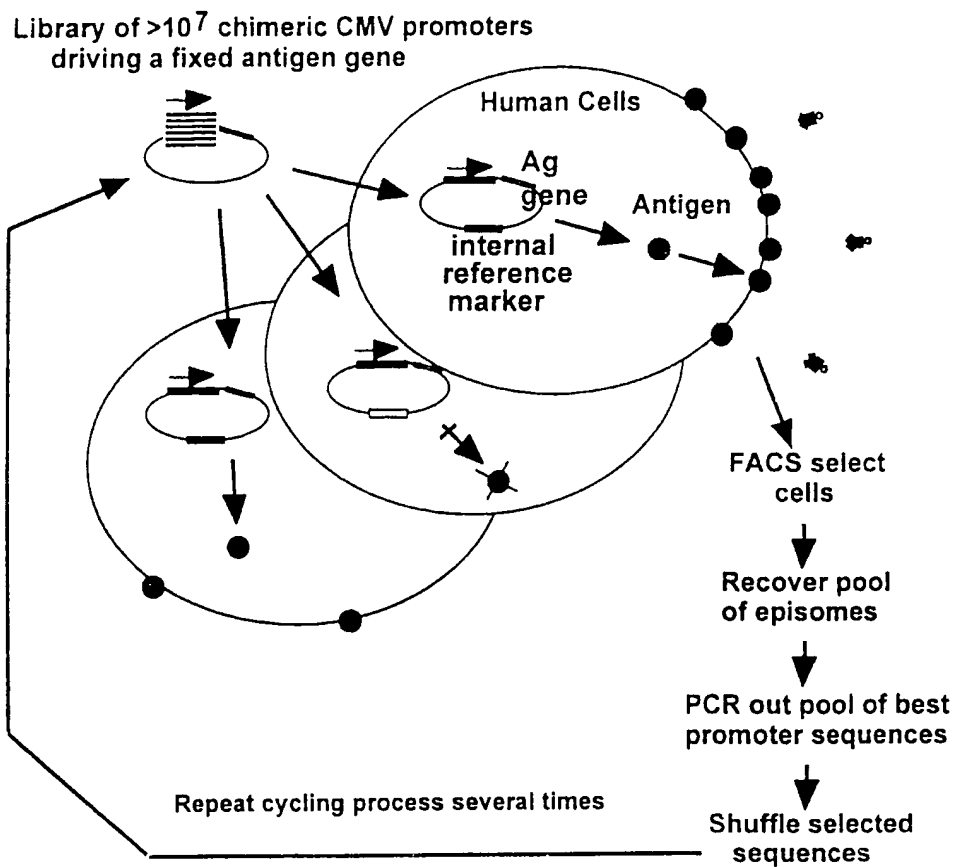 Library of >10⁷ chimeric CMV promoters
driving a fixed antigen gene
Human Cells
Ag
gene
Antigen
internal
reference
marker
FACS select
cells
Recover pool
of episomes
PCR out pool of best
promoter sequences
Repeat cycling process several times
Shuffle selected
sequences